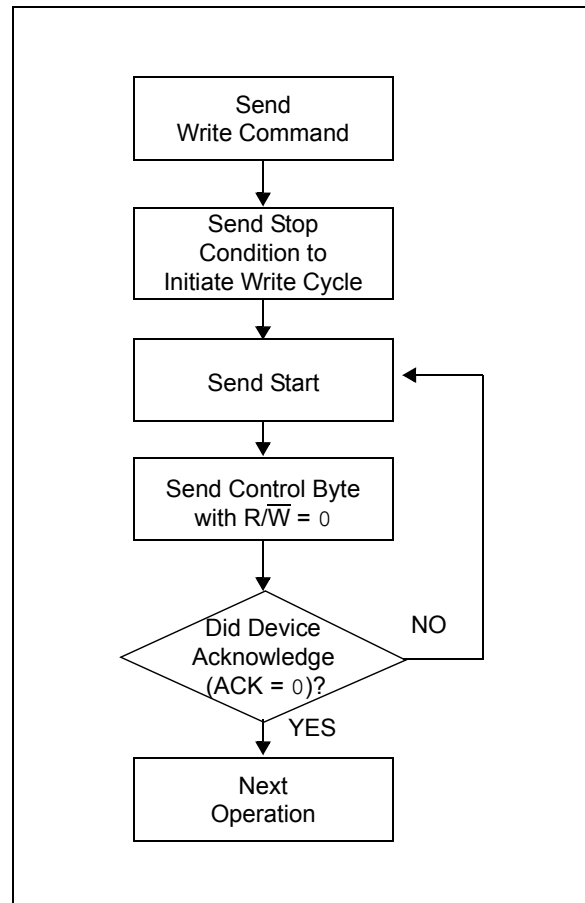 Send
Write Command
Send Stop
Condition to
Initiate Write Cycle
Send Start
Send Control Byte
with R/W̅ = 0
Did Device
Acknowledge
(ACK = 0)?
NO
YES
Next
Operation